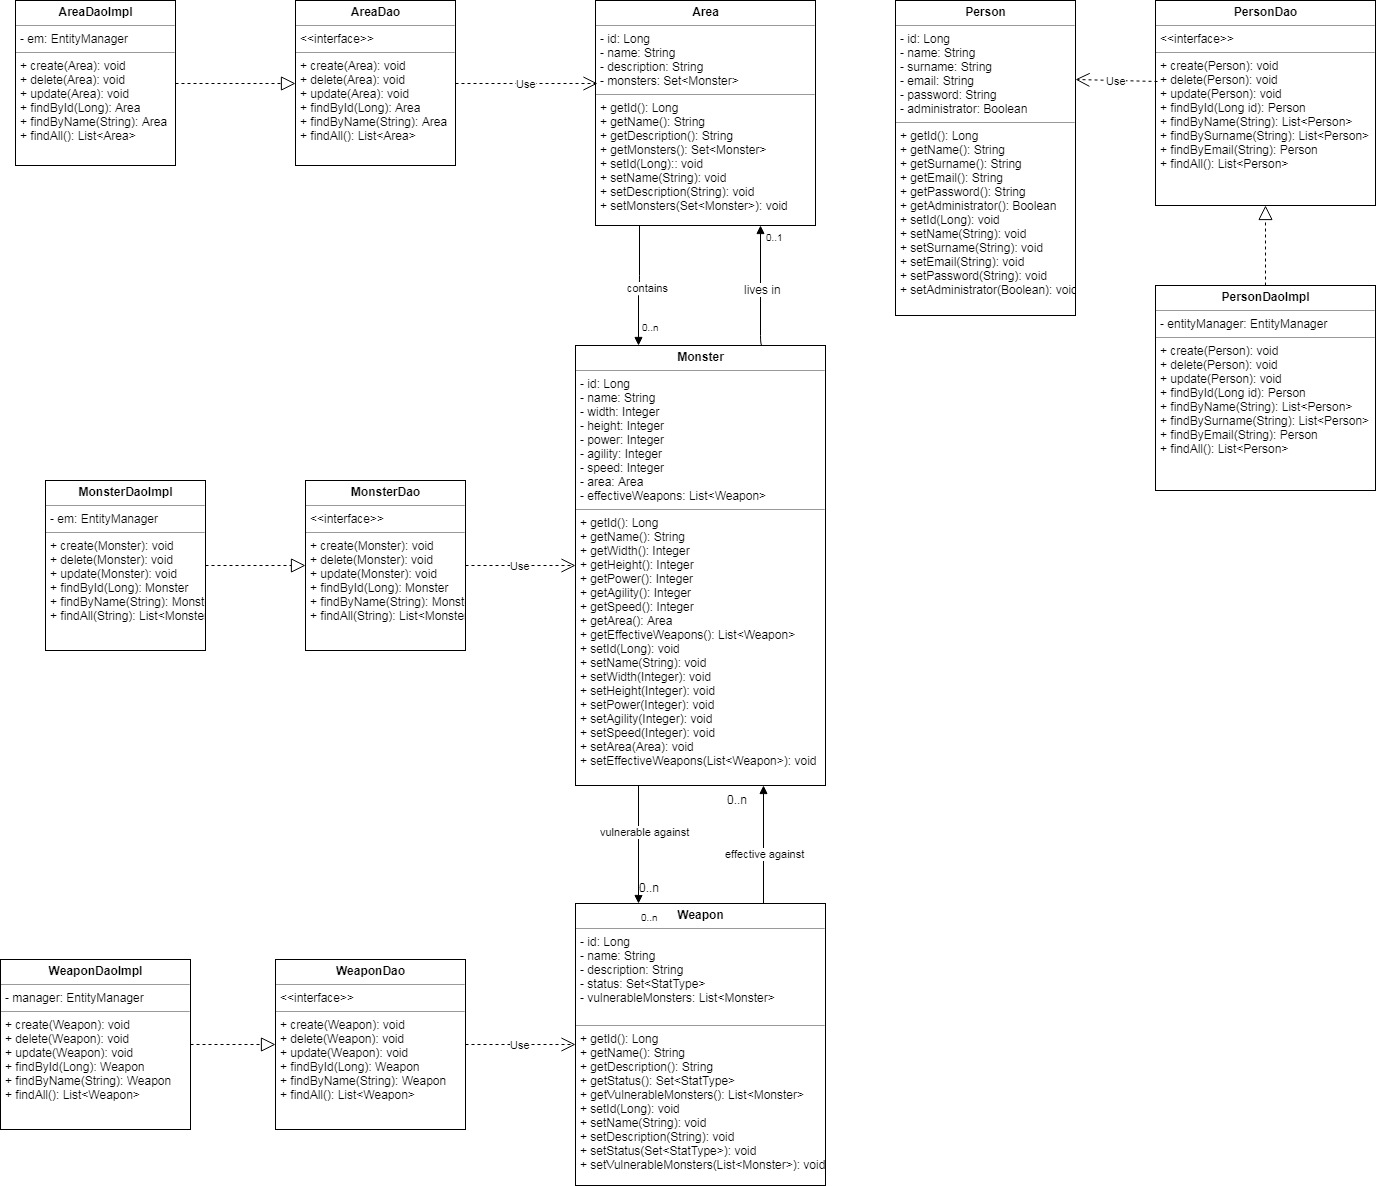 AreaDaoImpl
- em: EntityManager
+ create(Area): void
+ delete(Area): void
+ update(Area): void
+ findById(Long): Area
+ findByName(String): Area
+ findAll(): List<Area>
AreaDao
<<interface>>
+ create(Area): void
+ delete(Area): void
+ update(Area): void
+ findById(Long): Area
+ findByName(String): Area
+ findAll(): List<Area>
Use
Area
- id: Long
- name: String
- description: String
- monsters: Set<Monster>
+ getId(): Long
+ getName(): String
+ getDescription(): String
+ getMonsters(): Set<Monster>
+ setId(Long):: void
+ setName(String): void
+ setDescription(String): void
+ setMonsters(Set<Monster>): void
Person
- id: Long
- name: String
- surname: String
- email: String
- password: String
- administrator: Boolean
+ getId(): Long
+ getName(): String
+ getSurname(): String
+ getEmail(): String
+ getPassword(): String
+ getAdministrator(): Boolean
+ setId(Long): void
+ setName(String): void
+ setSurname(String): void
+ setEmail(String): void
+ setPassword(String): void
+ setAdministrator(Boolean): void
Use
PersonDao
<<interface>>
+ create(Person): void
+ delete(Person): void
+ update(Person): void
+ findById(Long id): Person
+ findByName(String): List<Person>
+ findBySurname(String): List<Person>
+ findByEmail(String): Person
+ findAll(): List<Person>
PersonDaoImpl
- entityManager: EntityManager
+ create(Person): void
+ delete(Person): void
+ update(Person): void
+ findById(Long id): Person
+ findByName(String): List<Person>
+ findBySurname(String): List<Person>
+ findByEmail(String): Person
+ findAll(): List<Person>
0..1
contains
lives in
0..n
Monster
- id: Long
- name: String
- width: Integer
- height: Integer
- power: Integer
- agility: Integer
- speed: Integer
- area: Area
- effectiveWeapons: List<Weapon>
+ getId(): Long
+ getName(): String
+ getWidth(): Integer
+ getHeight(): Integer
+ getPower(): Integer
+ getAgility(): Integer
+ getSpeed(): Integer
+ getArea(): Area
+ getEffectiveWeapons(): List<Weapon>
+ setId(Long): void
+ setName(String): void
+ setWidth(Integer): void
+ setHeight(Integer): void
+ setPower(Integer): void
+ setAgility(Integer): void
+ setSpeed(Integer): void
+ setArea(Area): void
+ setEffectiveWeapons(List<Weapon>): void
MonsterDaoImpl
- em: EntityManager
+ create(Monster): void
+ delete(Monster): void
+ update(Monster): void
+ findById(Long): Monster
+ findByName(String): Monst
+ findAll(String): List<Monste
MonsterDao
<<interface>>
+ create(Monster): void
+ delete(Monster): void
+ update(Monster): void
+ findById(Long): Monster
+ findByName(String): Monst
+ findAll(String): List<Monste
Use
0..n
vulnerable against
effective against
0..n
0..n
Weapon
- id: Long
- name: String
- description: String
- status: Set<StatType>
- vulnerableMonsters: List<Monster>
+ getId(): Long
+ getName(): String
+ getDescription(): String
+ getStatus(): Set<StatType>
+ getVulnerableMonsters(): List<Monster>
+ setId(Long): void
+ setName(String): void
+ setDescription(String): void
+ setStatus(Set<StatType>): void
+ setVulnerableMonsters(List<Monster>): void
WeaponDaoImpl
- manager: EntityManager
+ create(Weapon): void
+ delete(Weapon): void
+ update(Weapon): void
+ findById(Long): Weapon
+ findByName(String): Weapon
+ findAll(): List<Weapon>
WeaponDao
<<interface>>
+ create(Weapon): void
+ delete(Weapon): void
+ update(Weapon): void
+ findById(Long): Weapon
+ findByName(String): Weapon
+ findAll(): List<Weapon>
Use